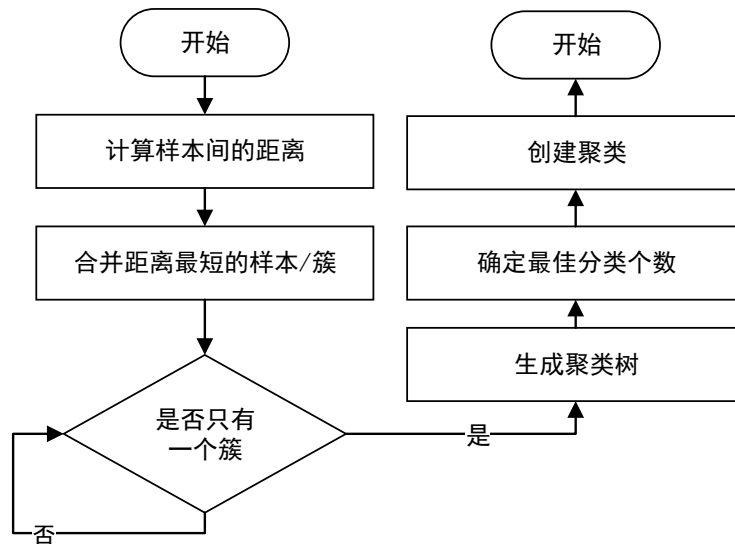 开始
计算样本间的距离
合并距离最短的样本/簇
是否只有
一个簇
否
是
生成聚类树
确定最佳分类个数
创建聚类
开始